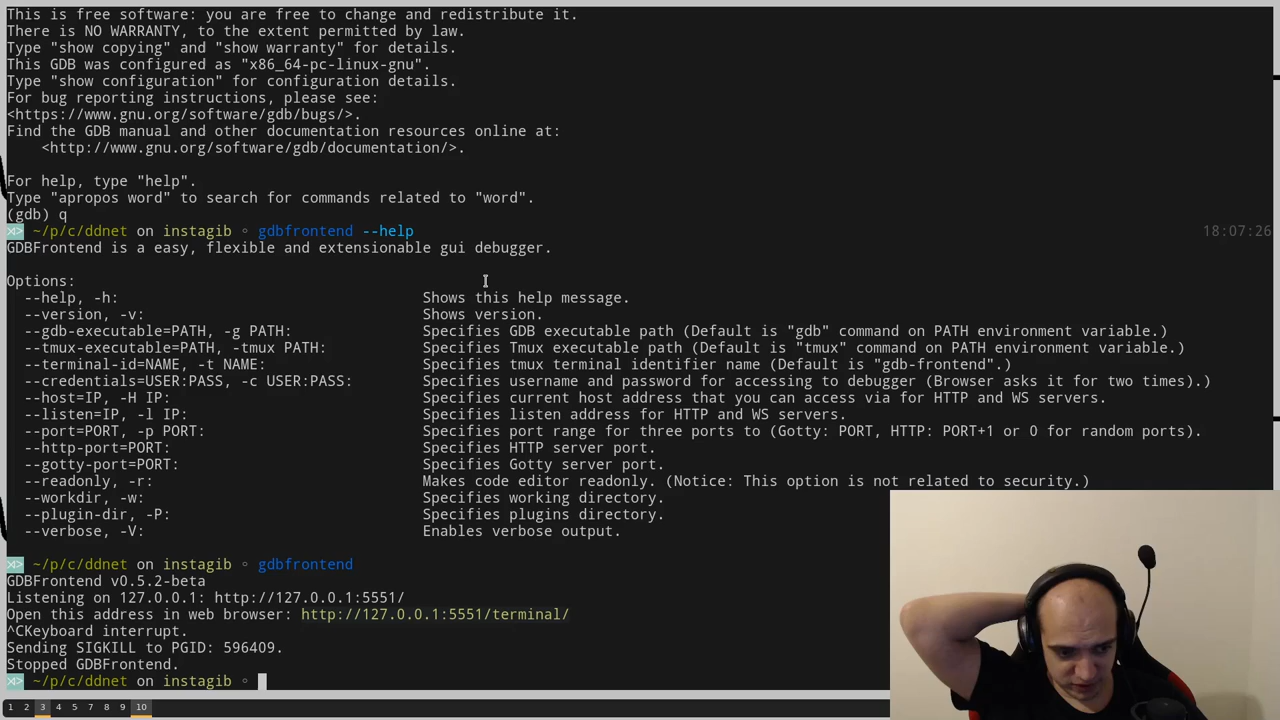 This is free software: you are free to change and redistribute it.
There is NO WARRANTY, to the extent permitted by law.
Type "show copying" and "show warranty" for details.
This GDB was configured as "x86_64-pc-linux-gnu".
Type "show configuration" for configuration details.
For bug reporting instructions, please see:
<https://www.gnu.org/software/gdb/bugs/>.
Find the GDB manual and other documentation resources online at:
<http://www.gnu.org/software/gdb/documentation/>.
For help, type "help".
Type "apropos word" to search for commands related to "word".
(gdb) q
~/p/c/ddnet on instagib ◦ gdbfrontend --help 18:07:26
GDBFrontend is a easy, flexible and extensionable gui debugger.
Options:
--help, -h: Shows this help message.
--version, -v: Shows version.
--gdb-executable=PATH, -g PATH: Specifies GDB executable path (Default is "gdb" command on PATH environment variable.)
--tmux-executable=PATH, -tmux PATH: Specifies Tmux executable path (Default is "tmux" command on PATH environment variable.)
--terminal-id=NAME, -t NAME: Specifies tmux terminal identifier name (Default is "gdb-frontend".)
--credentials=USER:PASS, -c USER:PASS: Specifies username and password for accessing to debugger (Browser asks it for two times).)
--host=IP, -H IP: Specifies current host address that you can access via for HTTP and WS servers.
--listen=IP, -l IP: Specifies listen address for HTTP and WS servers.
--port=PORT, -p PORT: Specifies port range for three ports to (Gotty: PORT, HTTP: PORT+1 or 0 for random ports).
--http-port=PORT: Specifies HTTP server port.
--gotty-port=PORT: Specifies Gotty server port.
--readonly, -r: Makes code editor readonly. (Notice: This option is not related to security.)
--workdir, -w: Specifies working directory.
--plugin-dir, -P: Specifies plugins directory.
--verbose, -V: Enables verbose output.
~/p/c/ddnet on instagib ◦ gdbfrontend
GDBFrontend v0.5.2-beta
Listening on 127.0.0.1: http://127.0.0.1:5551/
Open this address in web browser: http://127.0.0.1:5551/terminal/
^CKeyboard interrupt.
Sending SIGKILL to PGID: 596409.
Stopped GDBFrontend.
~/p/c/ddnet on instagib ◦
1 2 3 4 5 7 8 9 10